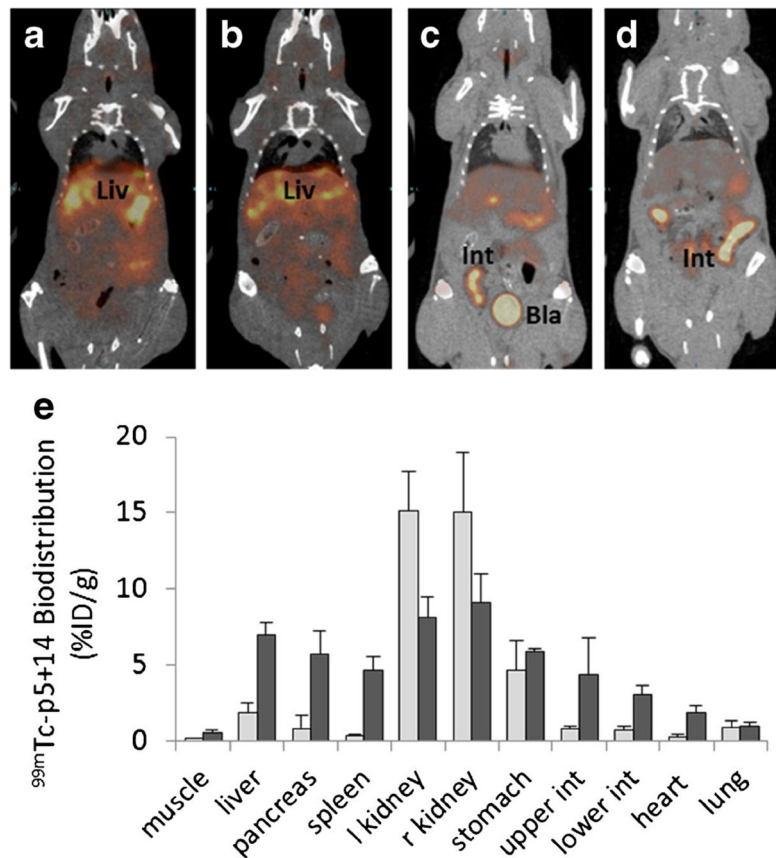 a b c d
Liv Liv
Int Int
Bla
e
⁹⁹ᵐTc-p5+14 Biodistribution
(%ID/g)
20
15
10
5
0
muscle
liver
pancreas
spleen
l kidney
r kidney
stomach
upper int
lower int
heart
lung